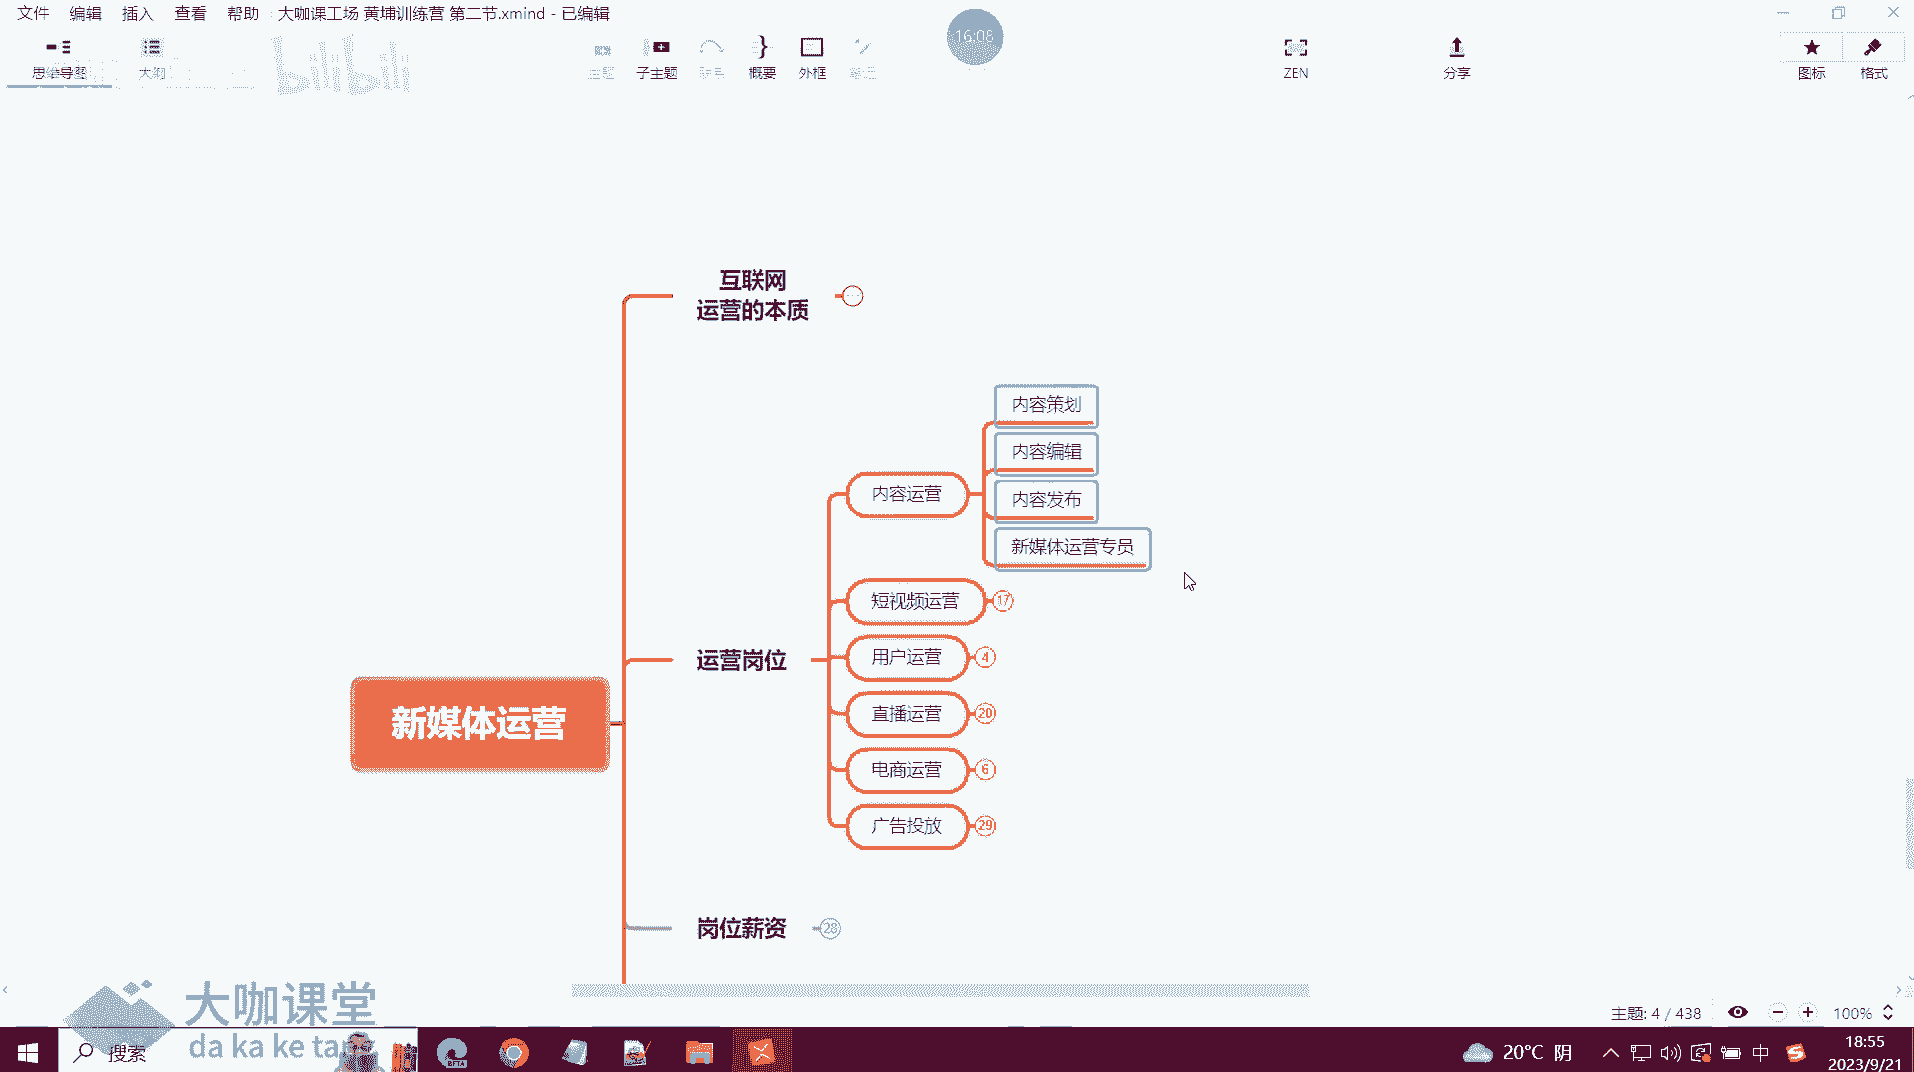 文件 编辑 插入 查看 帮助 大咖课工场 黄埔训练营 第二节.xmind - 已编辑
16:08
bilibili
思维导图 大纲 主题 子主题 联系 概要 外框 笔记 ZEN 分享 图标 格式
互联网
运营的本质
内容策划
内容编辑
内容运营
内容发布
新媒体运营专员
短视频运营 17
用户运营 4
运营岗位
直播运营 20
新媒体运营
电商运营 6
广告投放 29
岗位薪资 28
大咖课堂
da ka ke tang
主题: 4 / 438 100%
搜索
BETA
20°C 阴
中
18:55
2023/9/21